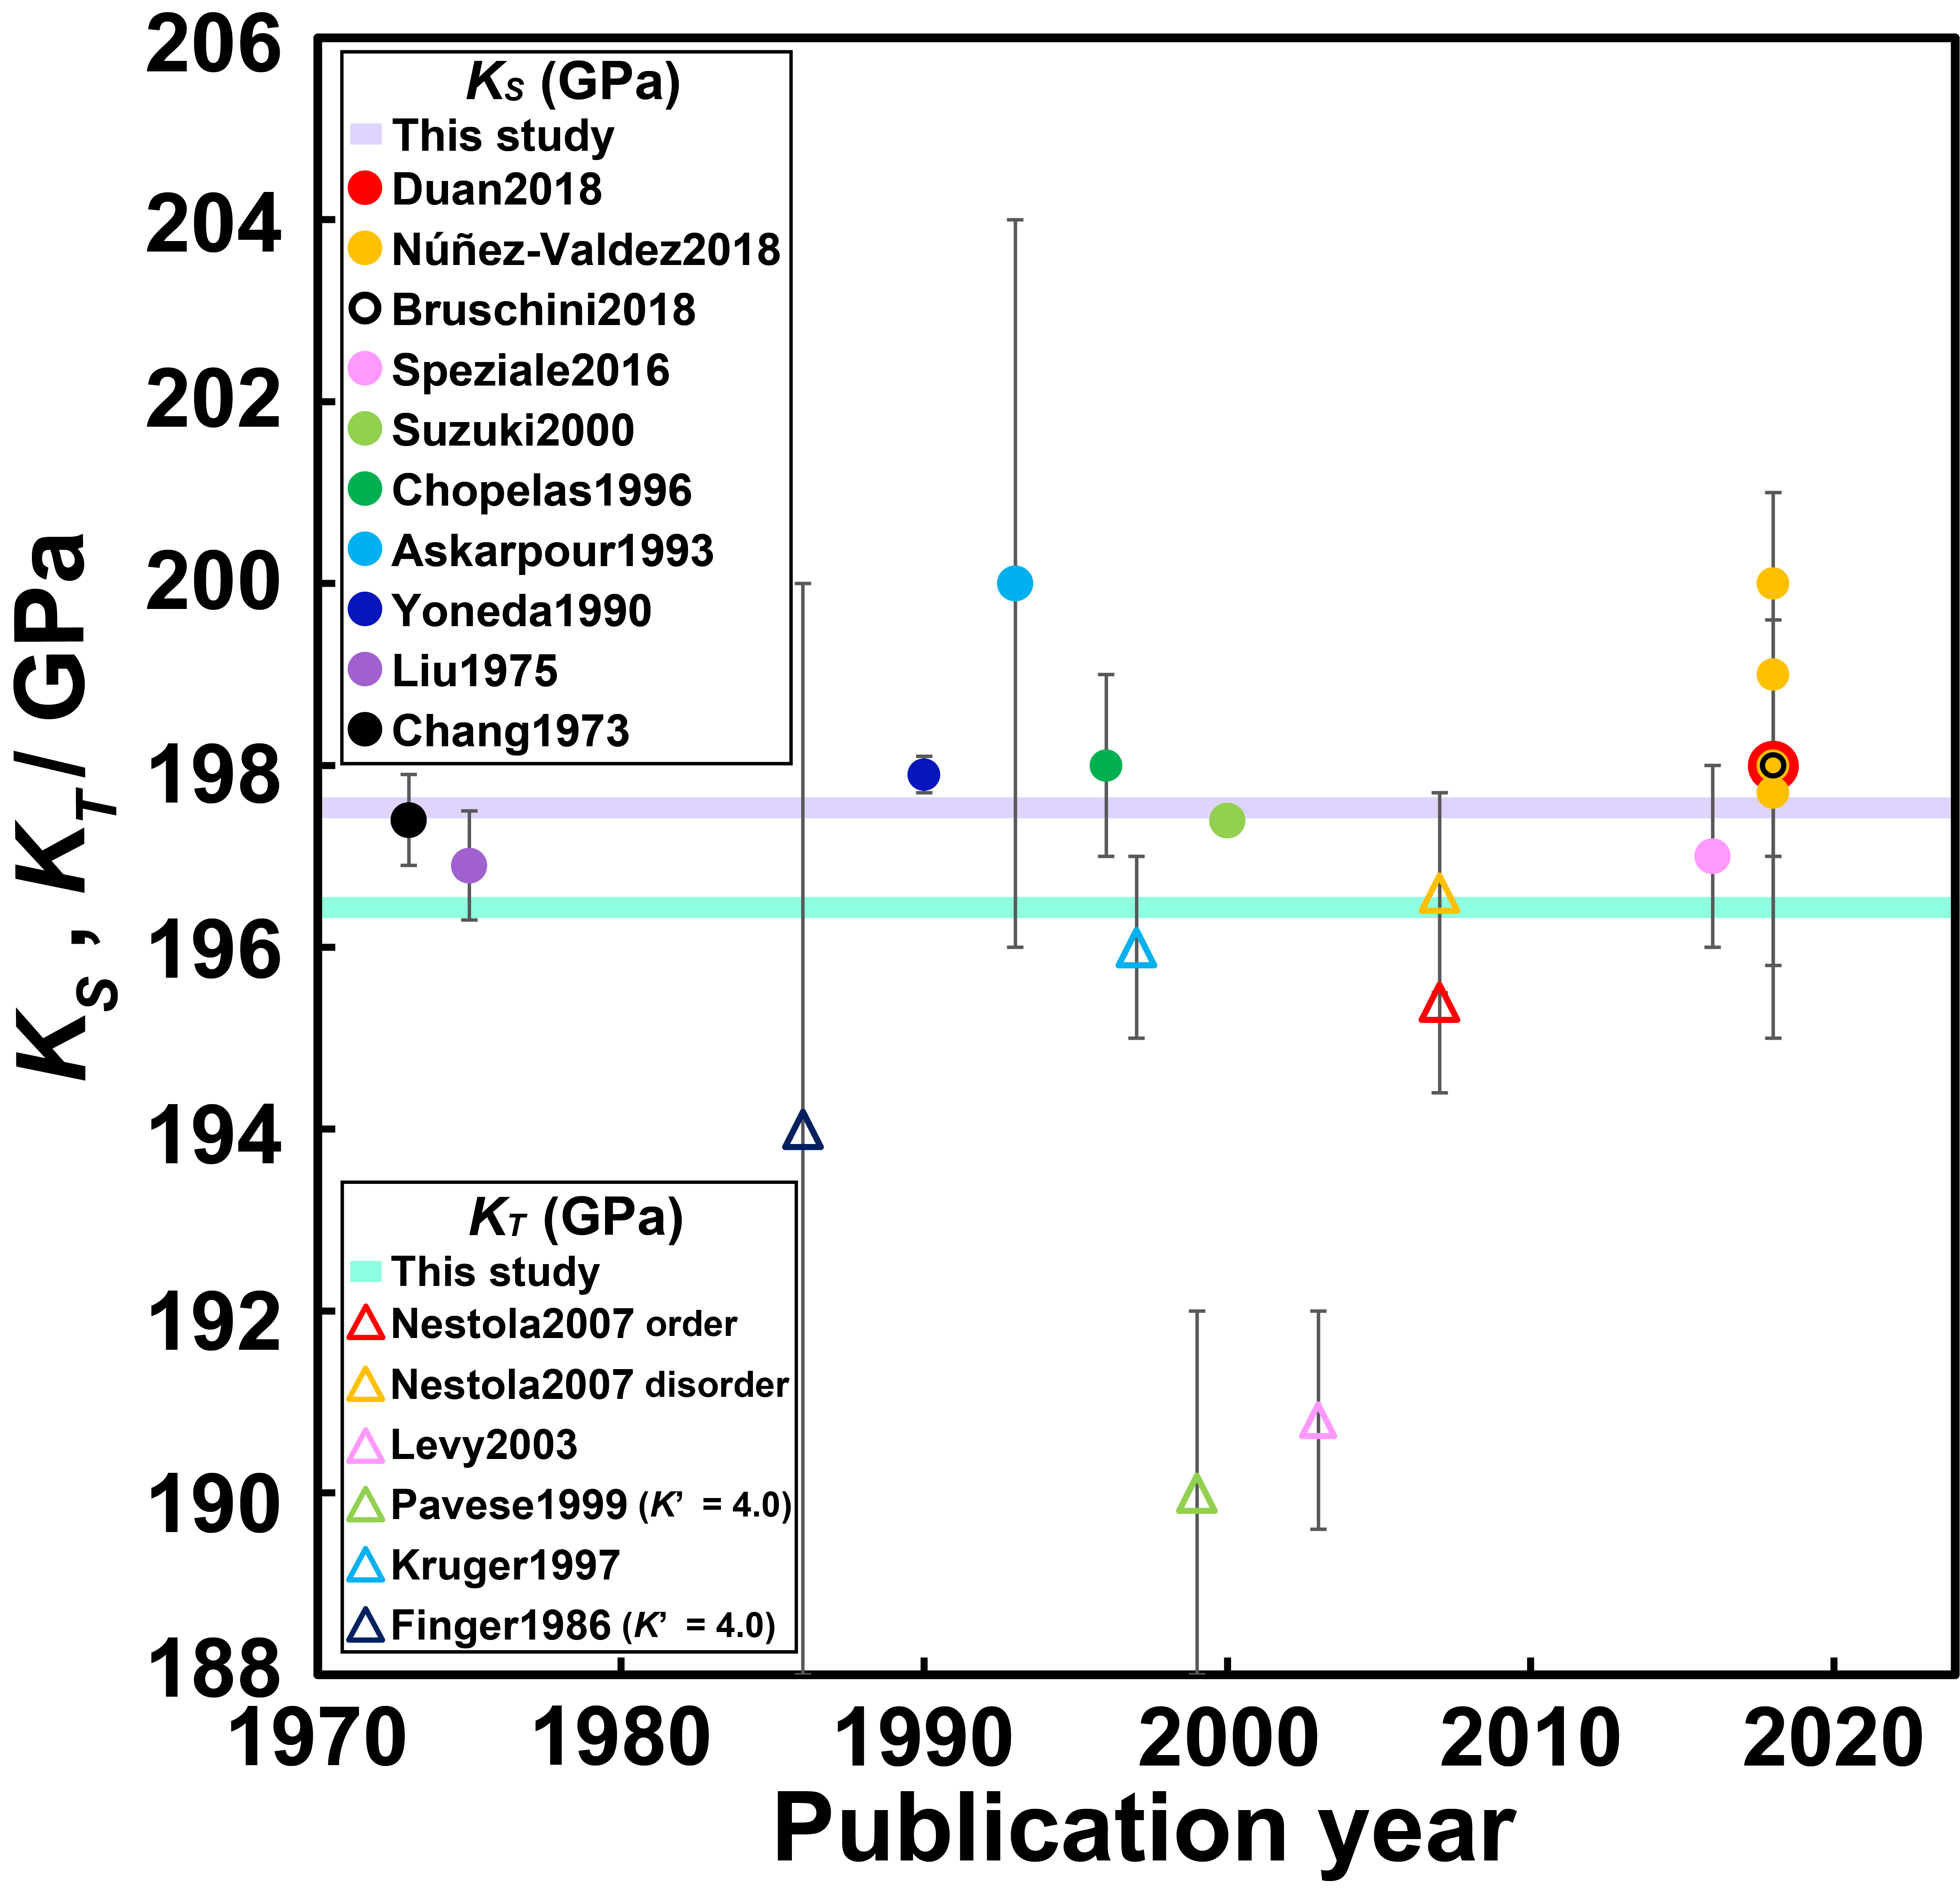 206
204
202
200
198
196
194
192
190
188
KS, KT / GPa
KS (GPa)
This study
Duan2018
Núñez-Valdez2018
Bruschini2018
Speziale2016
Suzuki2000
Chopelas1996
Askarpour1993
Yoneda1990
Liu1975
Chang1973
KT (GPa)
This study
Nestola2007 order
Nestola2007 disorder
Levy2003
Pavese1999 (K’ = 4.0)
Kruger1997
Finger1986 (K’ = 4.0)
1970 1980 1990 2000 2010 2020
Publication year